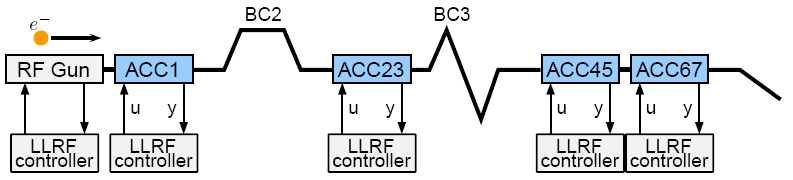 e⁻
BC2
BC3
RF Gun
ACC1
ACC23
ACC45
ACC67
u
y
u
y
u
y
u
y
LLRF
controller
LLRF
controller
LLRF
controller
LLRF
controller
LLRF
controller